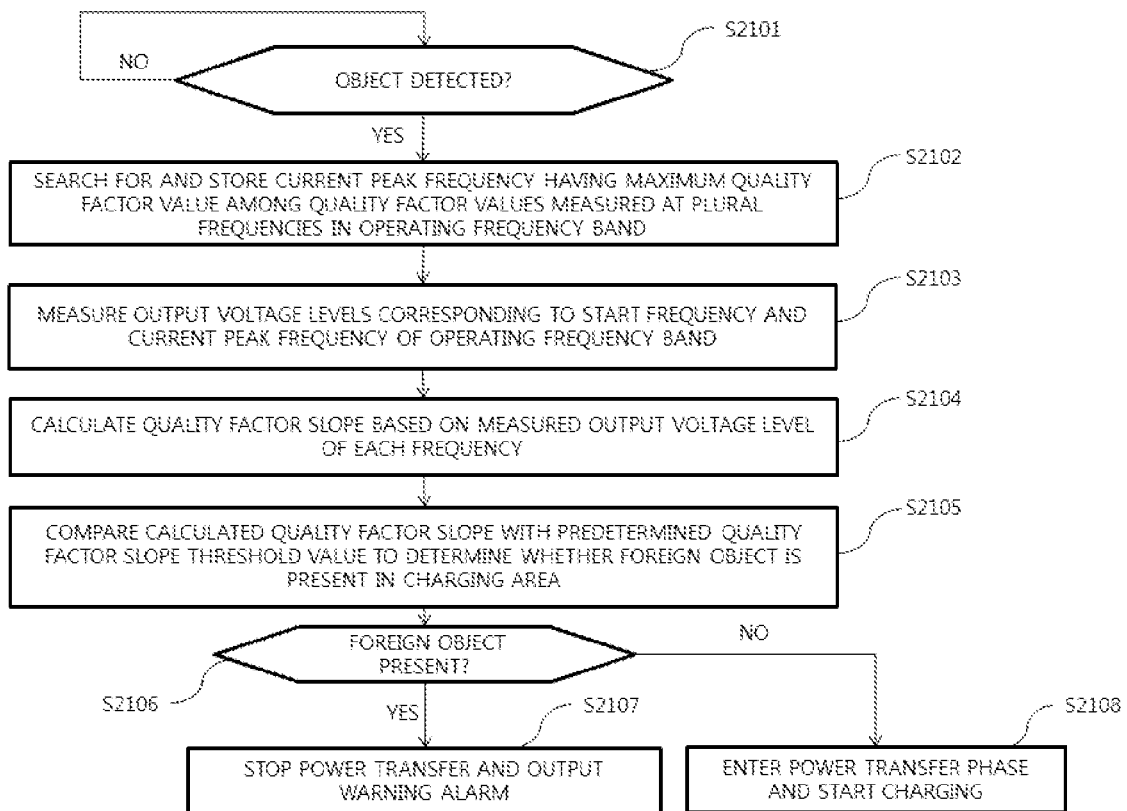 S2101
NO
OBJECT DETECTED?
YES
S2102
SEARCH FOR AND STORE CURRENT PEAK FREQUENCY HAVING MAXIMUM QUALITY
FACTOR VALUE AMONG QUALITY FACTOR VALUES MEASURED AT PLURAL
FREQUENCIES IN OPERATING FREQUENCY BAND
S2103
MEASURE OUTPUT VOLTAGE LEVELS CORRESPONDING TO START FREQUENCY AND
CURRENT PEAK FREQUENCY OF OPERATING FREQUENCY BAND
S2104
CALCULATE QUALITY FACTOR SLOPE BASED ON MEASURED OUTPUT VOLTAGE LEVEL
OF EACH FREQUENCY
S2105
COMPARE CALCULATED QUALITY FACTOR SLOPE WITH PREDETERMINED QUALITY
FACTOR SLOPE THRESHOLD VALUE TO DETERMINE WHETHER FOREIGN OBJECT IS
PRESENT IN CHARGING AREA
FOREIGN OBJECT
PRESENT?
NO
S2106
YES
S2107
S2108
STOP POWER TRANSFER AND OUTPUT
WARNING ALARM
ENTER POWER TRANSFER PHASE
AND START CHARGING